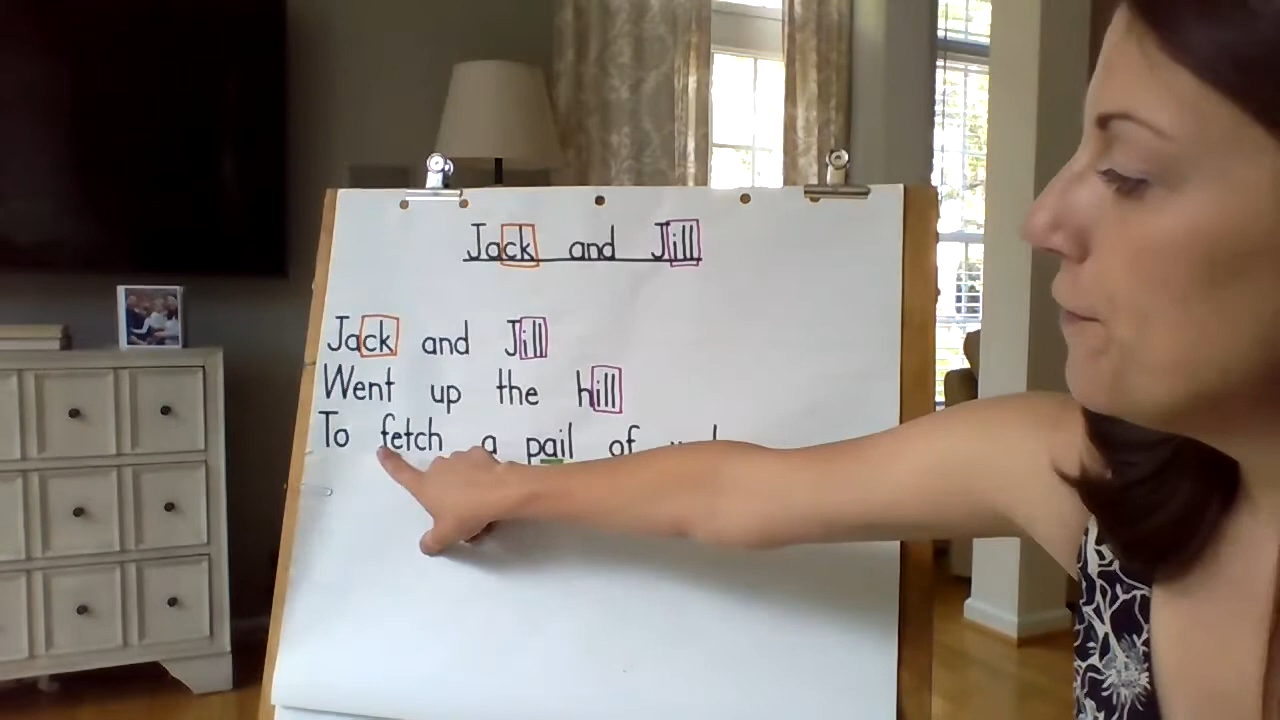 Jack and Jill
Jack and Jill
Went up the hill
To fetch a pail of